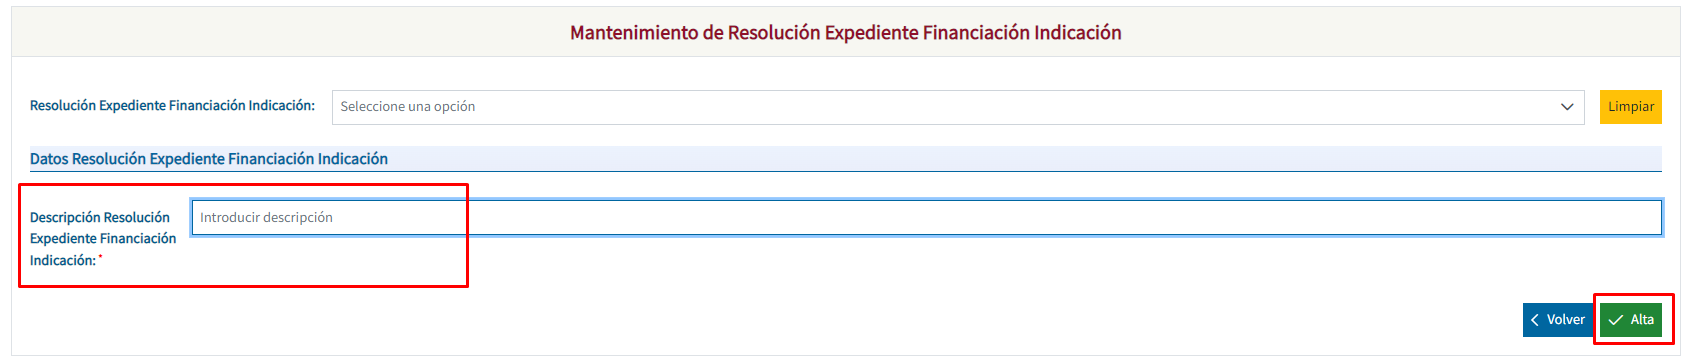 Mantenimiento de Resolución Expediente Financiación Indicación
Resolución Expediente Financiación Indicación: Seleccione una opción Limpiar
Datos Resolución Expediente Financiación Indicación
Descripción Resolución Introducir descripción
Expediente Financiación
Indicación: *
Volver Alta